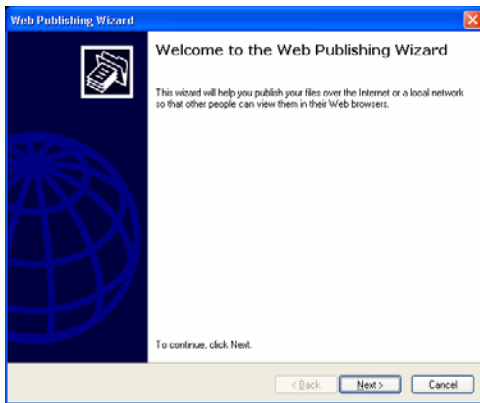 Web Publishing Wizard
Welcome to the Web Publishing Wizard
This wizard will help you publish your files over the Internet or a local network
so that other people can view them in their Web browsers.
To continue, click Next.
< Back Next > Cancel